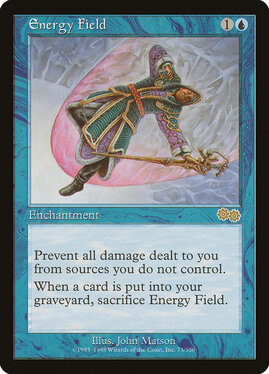 Energy Field
1
Enchantment
Prevent all damage dealt to you
from sources you do not control.
When a card is put into your
graveyard, sacrifice Energy Field.
Illus. John Matson